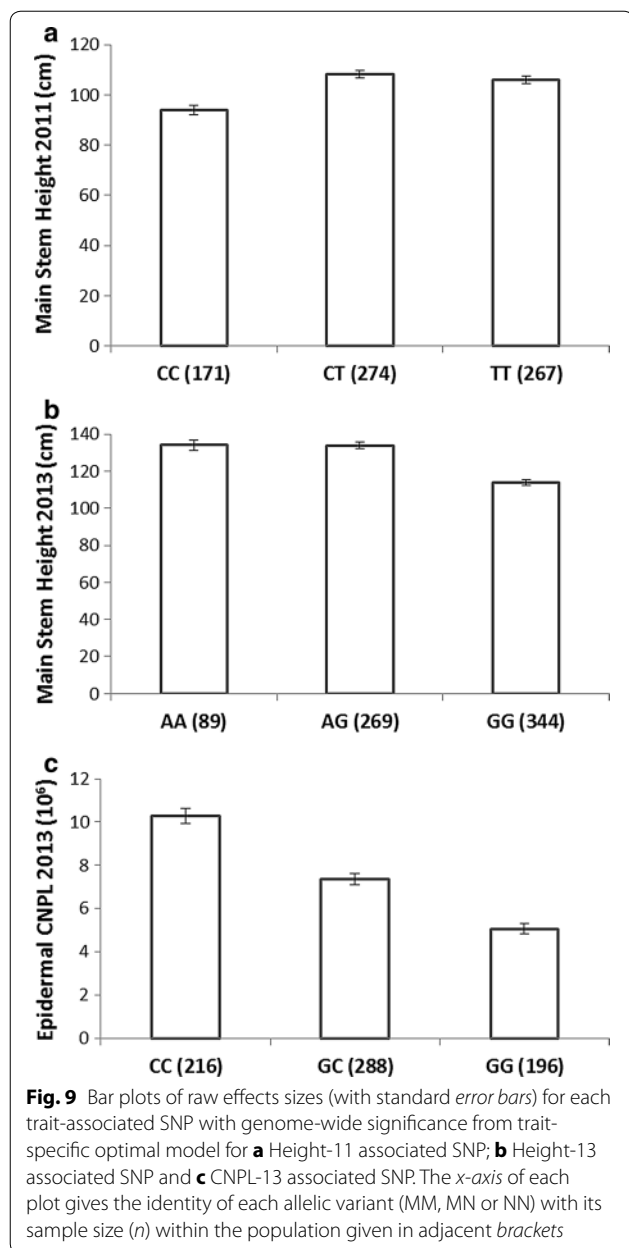 a
Main Stem Height 2011 (cm)
120
100
80
60
40
20
0
CC (171) CT (274) TT (267)
b
Main Stem Height 2013 (cm)
140
120
100
80
60
40
20
0
AA (89) AG (269) GG (344)
c
Epidermal CNPL 2013 (10⁶)
12
10
8
6
4
2
0
CC (216) GC (288) GG (196)
Fig. 9 Bar plots of raw effects sizes (with standard error bars) for each
trait-associated SNP with genome-wide significance from trait-
specific optimal model for a Height-11 associated SNP; b Height-13
associated SNP and c CNPL-13 associated SNP. The x-axis of each
plot gives the identity of each allelic variant (MM, MN or NN) with its
sample size (n) within the population given in adjacent brackets